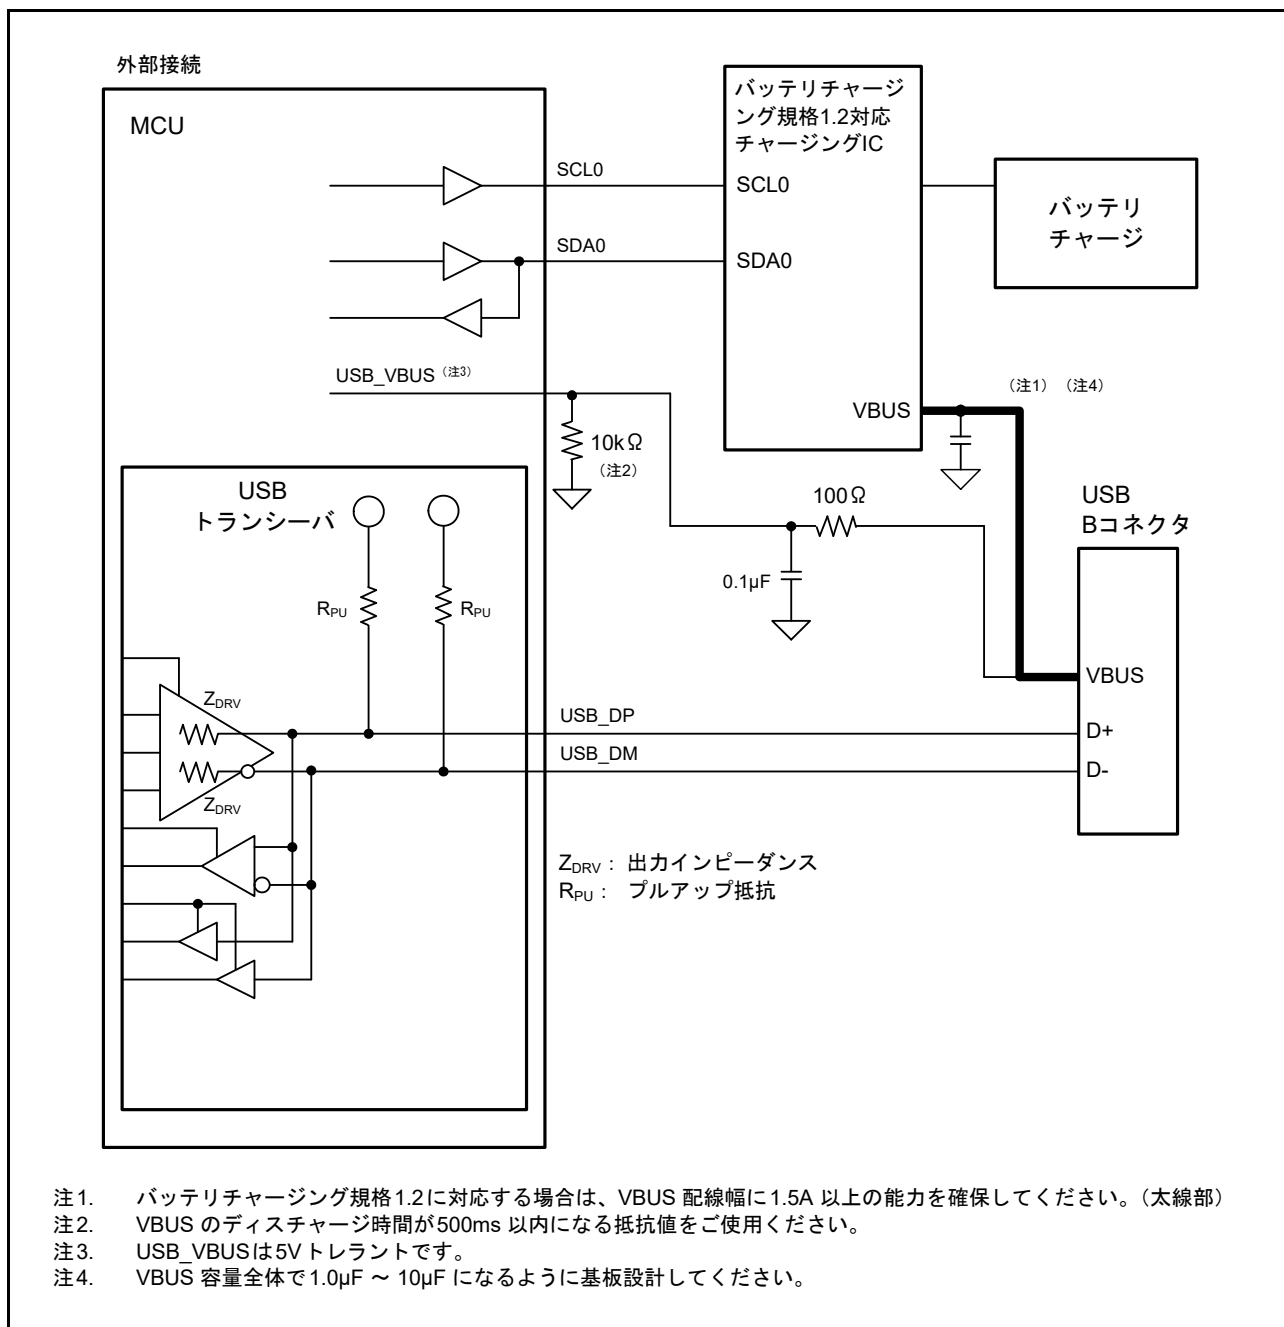 外部接続
MCU
バッテリチャージ
ング規格1.2対応
チャージングIC
SCL0
SCL0
バッテリ
チャージ
SDA0
SDA0
USB_VBUS（注3）
（注1）（注4）
VBUS
10kΩ
（注2）
USB
トランシーバ
100Ω
USB
Bコネクタ
0.1µF
RPU
RPU
VBUS
ZDRV
USB_DP
D+
USB_DM
D-
ZDRV
ZDRV： 出力インピーダンス
RPU： プルアップ抵抗
注1. バッテリチャージング規格1.2に対応する場合は、VBUS 配線幅に1.5A 以上の能力を確保してください。（太線部）
注2. VBUS のディスチャージ時間が500ms 以内になる抵抗値をご使用ください。
注3. USB_VBUSは5Vトレラントです。
注4. VBUS 容量全体で1.0µF ～ 10µF になるように基板設計してください。